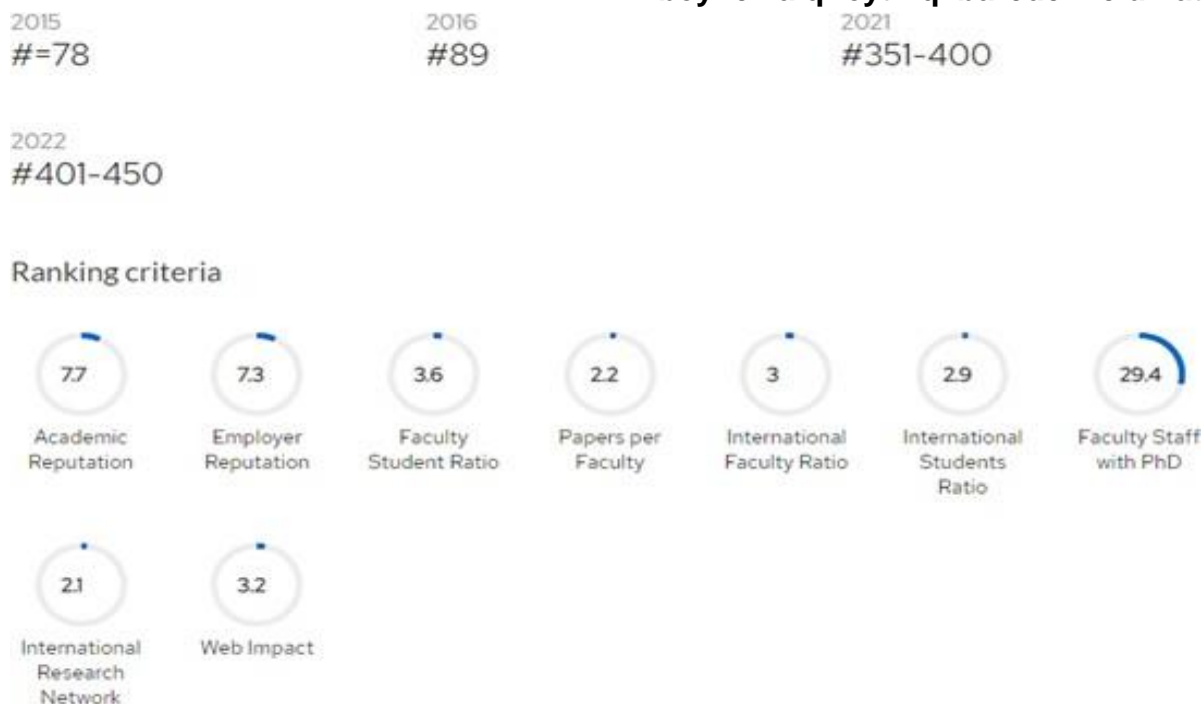 2015 2016 2021
#=78 #89 #351-400
2022
#401-450
Ranking criteria
7.7 7.3 3.6 2.2 3 2.9 29.4
Academic Reputation
Employer Reputation
Faculty Student Ratio
Papers per Faculty
International Faculty Ratio
International Students Ratio
Faculty Staff with PhD
2.1 3.2
International Research Network
Web Impact